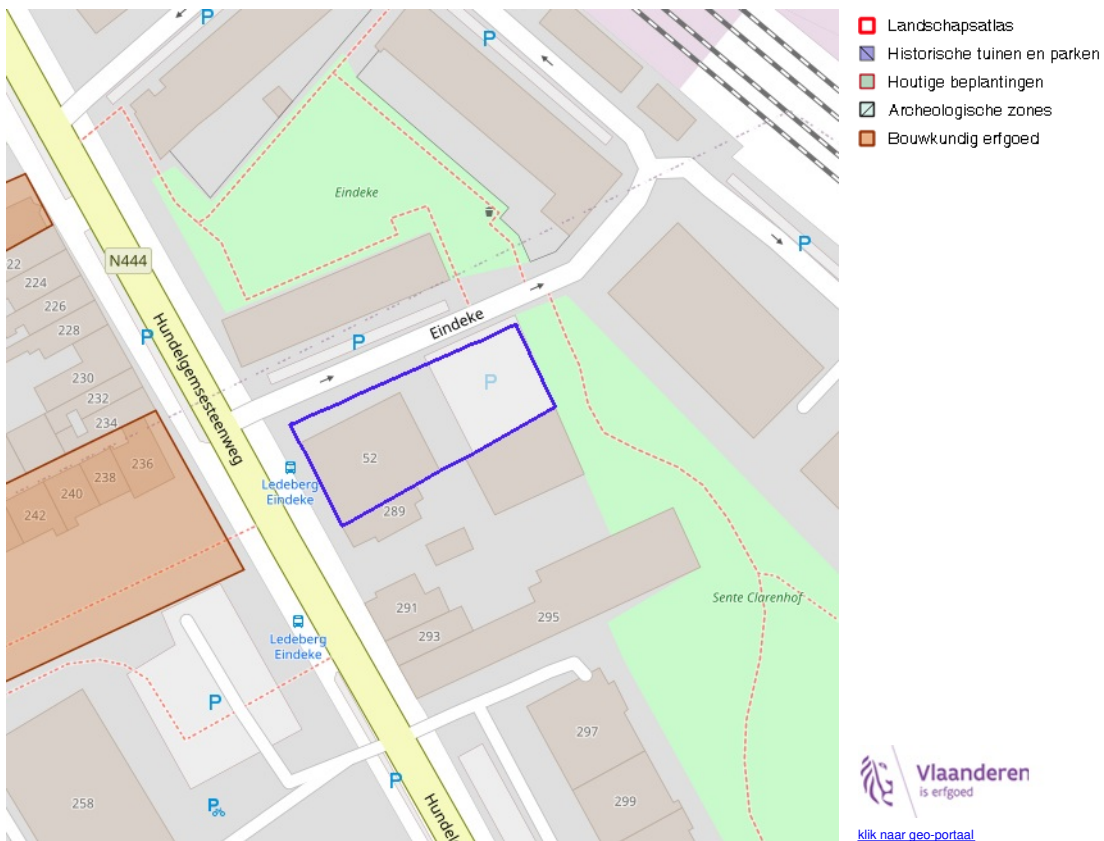 P
P
Eindeke
N444
22
224
226
228
P
230
232
234
Hundelgemsesteenweg
P
Eindeke
P
P
236
238
240
242
52
Ledeberg
Eindeke
289
291
293
295
Sente Clarenhof
Ledeberg
Eindeke
P
P
297
299
258
P
Hundel
Landschapsatlas
Historische tuinen en parken
Houtige beplantingen
Archeologische zones
Bouwkundig erfgoed
Vlaanderen
is erfgoed
klik naar geo-portaal